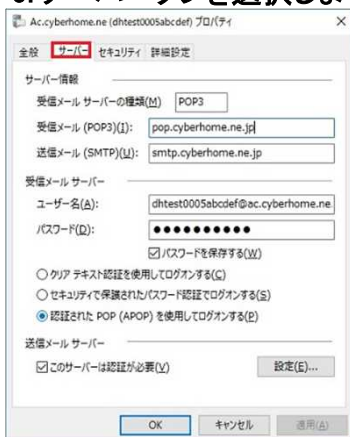 Ac.cyberhome.ne (dhtest0005abcdef) プロパティ
全般 サーバー セキュリティ 詳細設定
サーバー情報
受信メール サーバーの種類(M) POP3
受信メール (POP3)(I): pop.cyberhome.ne.jp
送信メール (SMTP)(U): smtp.cyberhome.ne.jp
受信メール サーバー
ユーザー名(A): dhtest0005abcdef@ac.cyberhome.ne
パスワード(D): ●●●●●●●●●●
パスワードを保存する(W)
クリア テキスト認証を使用してログオンする(C)
セキュリティで保護されたパスワード認証でログオンする(S)
認証された POP (APOP) を使用してログオンする(P)
送信メール サーバー
このサーバーは認証が必要(V) 設定(E)...
OK キャンセル 適用(A)